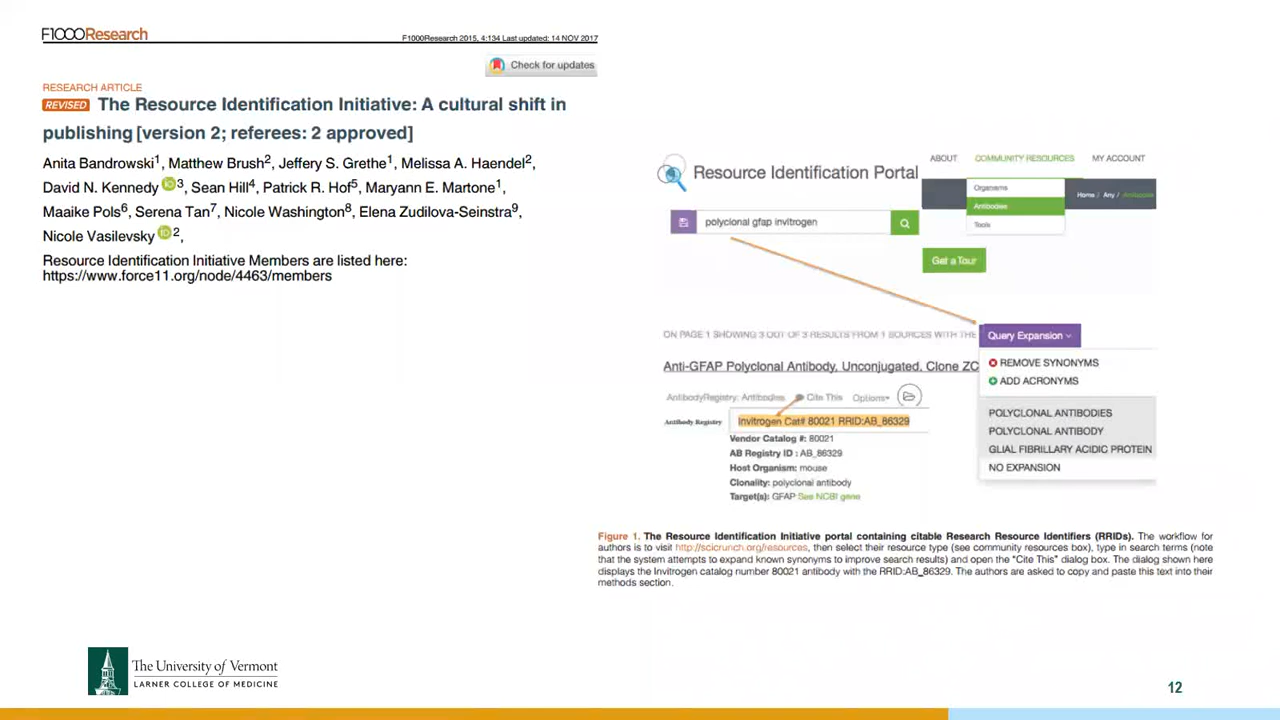 F1000Research
F1000Research 2015, 4:134 Last updated: 14 NOV 2017
Check for updates
RESEARCH ARTICLE
REVISED The Resource Identification Initiative: A cultural shift in
publishing [version 2; referees: 2 approved]
Anita Bandrowski1, Matthew Brush2, Jeffery S. Grethe1, Melissa A. Haendel2,
David N. Kennedy iD 3, Sean Hill4, Patrick R. Hof5, Maryann E. Martone1,
Maaike Pols6, Serena Tan7, Nicole Washington8, Elena Zudilova-Seinstra9,
Nicole Vasilevsky iD 2,
Resource Identification Initiative Members are listed here:
https://www.force11.org/node/4463/members
Resource Identification Portal
ABOUT COMMUNITY RESOURCES MY ACCOUNT
Organisms
Antibodies
Tools
Home / Any / Antibodies
polyclonal gfap invitrogen
Get a Tour
ON PAGE 1 SHOWING 3 OUT OF 3 RESULTS FROM 1 SOURCES WITH THE
Query Expansion
Anti-GFAP Polyclonal Antibody, Unconjugated, Clone ZC
REMOVE SYNONYMS
ADD ACRONYMS
AntibodyRegistry: Antibodies Cite This Options
Antibody Registry
Invitrogen Cat# 80021 RRID:AB_86329
POLYCLONAL ANTIBODIES
POLYCLONAL ANTIBODY
GLIAL FIBRILLARY ACIDIC PROTEIN
NO EXPANSION
Vendor Catalog #: 80021
AB Registry ID : AB_86329
Host Organism: mouse
Clonality: polyclonal antibody
Target(s): GFAP See NCBI gene
Figure 1. The Resource Identification Initiative portal containing citable Research Resource Identifiers (RRIDs). The workflow for
authors is to visit http://scicrunch.org/resources, then select their resource type (see community resources box), type in search terms (note
that the system attempts to expand known synonyms to improve search results) and open the "Cite This" dialog box. The dialog shown here
displays the Invitrogen catalog number 80021 antibody with the RRID:AB_86329. The authors are asked to copy and paste this text into their
methods section.
The University of Vermont
LARNER COLLEGE OF MEDICINE
12